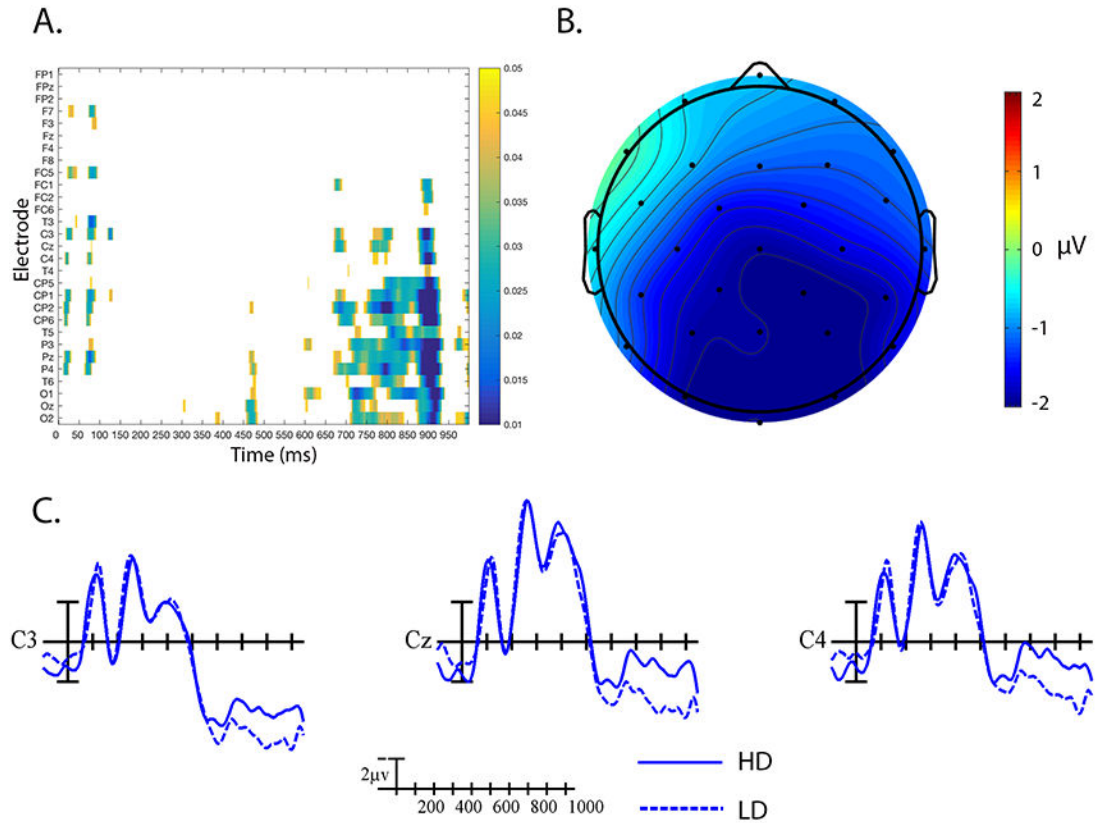 A.
B.
FP1
FPz
FP2
F7
F3
Fz
F4
F8
FC5
FC1
FC2
FC6
T3
C3
Cz
C4
T4
CP5
CP1
CP2
CP6
T5
P3
Pz
P4
T6
O1
Oz
O2
Electrode
0 50 100 150 200 250 300 350 400 450 500 550 600 650 700 750 800 850 900 950
Time (ms)
0.05
0.045
0.04
0.035
0.03
0.025
0.02
0.015
0.01
2
1
0
-1
-2
µV
C.
C3
Cz
C4
2µv
200 400 600 800 1000
HD
LD